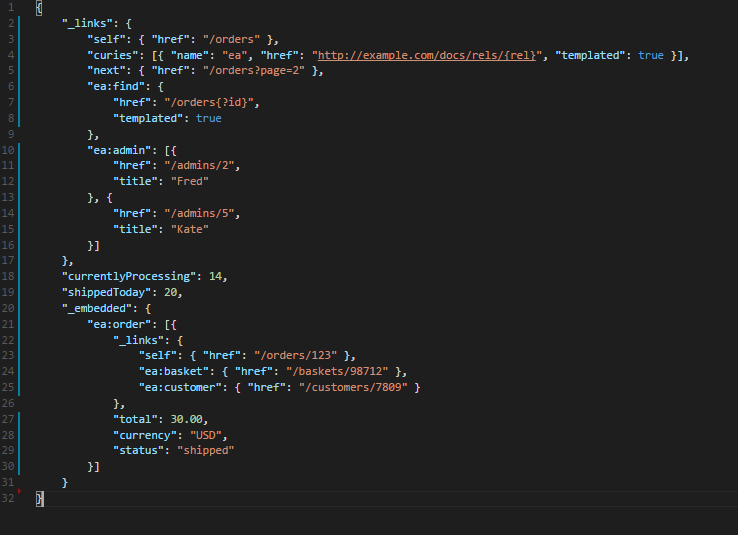 1 {
2     "_links": {
3         "self": { "href": "/orders" },
4         "curies": [{ "name": "ea", "href": "http://example.com/docs/rels/{rel}", "templated": true }],
5         "next": { "href": "/orders?page=2" },
6         "ea:find": {
7             "href": "/orders{?id}",
8             "templated": true
9         },
10         "ea:admin": [{
11             "href": "/admins/2",
12             "title": "Fred"
13         }, {
14             "href": "/admins/5",
15             "title": "Kate"
16         }]
17     },
18     "currentlyProcessing": 14,
19     "shippedToday": 20,
20     "_embedded": {
21         "ea:order": [{
22             "_links": {
23                 "self": { "href": "/orders/123" },
24                 "ea:basket": { "href": "/baskets/98712" },
25                 "ea:customer": { "href": "/customers/7809" }
26             },
27             "total": 30.00,
28             "currency": "USD",
29             "status": "shipped"
30         }]
31     }
32 }